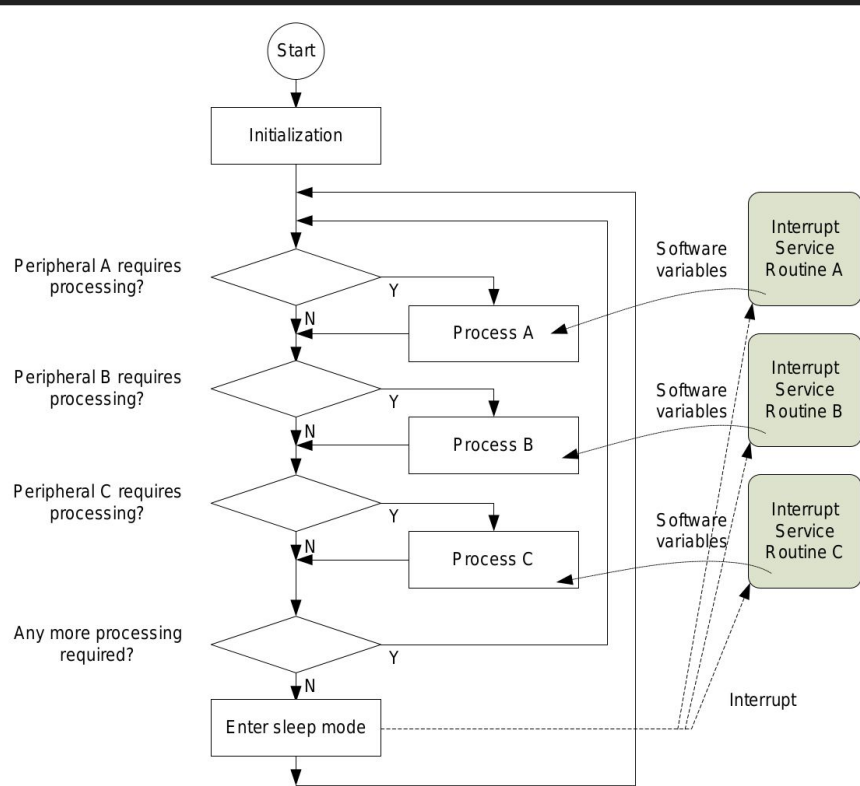 Start
Initialization
Peripheral A requires
processing?
Y
N
Process A
Software
variables
Interrupt
Service
Routine A
Peripheral B requires
processing?
Y
N
Process B
Software
variables
Interrupt
Service
Routine B
Peripheral C requires
processing?
Y
N
Process C
Software
variables
Interrupt
Service
Routine C
Any more processing
required?
Y
N
Enter sleep mode
Interrupt